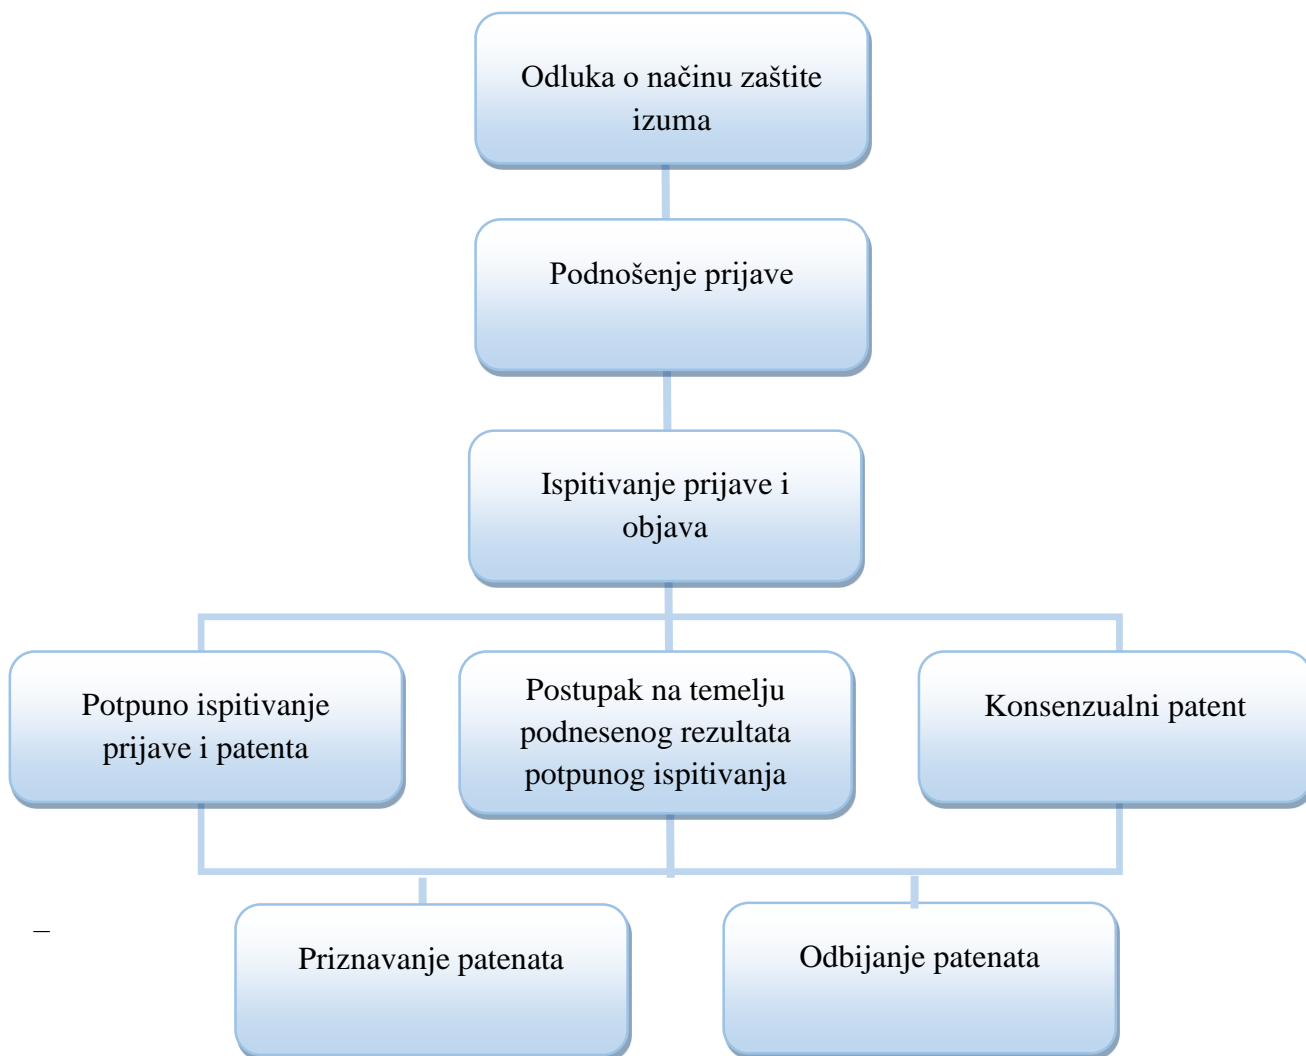 Odluka o načinu zaštite
izuma
Podnošenje prijave
Ispitivanje prijave i
objava
Potpuno ispitivanje
prijave i patenta
Postupak na temelju
podnesenog rezultata
potpunog ispitivanja
Konsenzualni patent
Priznavanje patenata
Odbijanje patenata
–